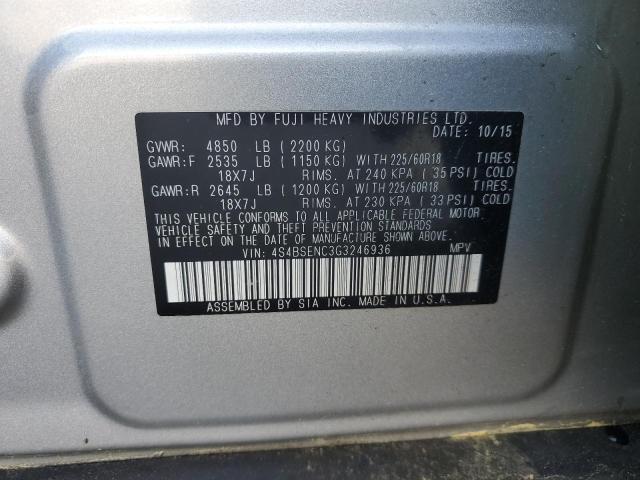 MFD BY FUJI HEAVY INDUSTRIES LTD.
DATE: 10/15
GVWR: 4850 LB (2200 KG)
GAWR:F 2535 LB (1150 KG) WITH 225/60R18 TIRES.
18X7J RIMS. AT 240 KPA (35 PSI) COLD
GAWR:R 2645 LB (1200 KG) WITH 225/60R18 TIRES.
18X7J RIMS. AT 230 KPA (33 PSI) COLD
THIS VEHICLE CONFORMS TO ALL APPLICABLE FEDERAL MOTOR
VEHICLE SAFETY AND THEFT PREVENTION STANDARDS
IN EFFECT ON THE DATE OF MANUFACTURE SHOWN ABOVE.
VIN: 4S4BSENC3G3246936 MPV
ASSEMBLED BY SIA INC. MADE IN U.S.A.